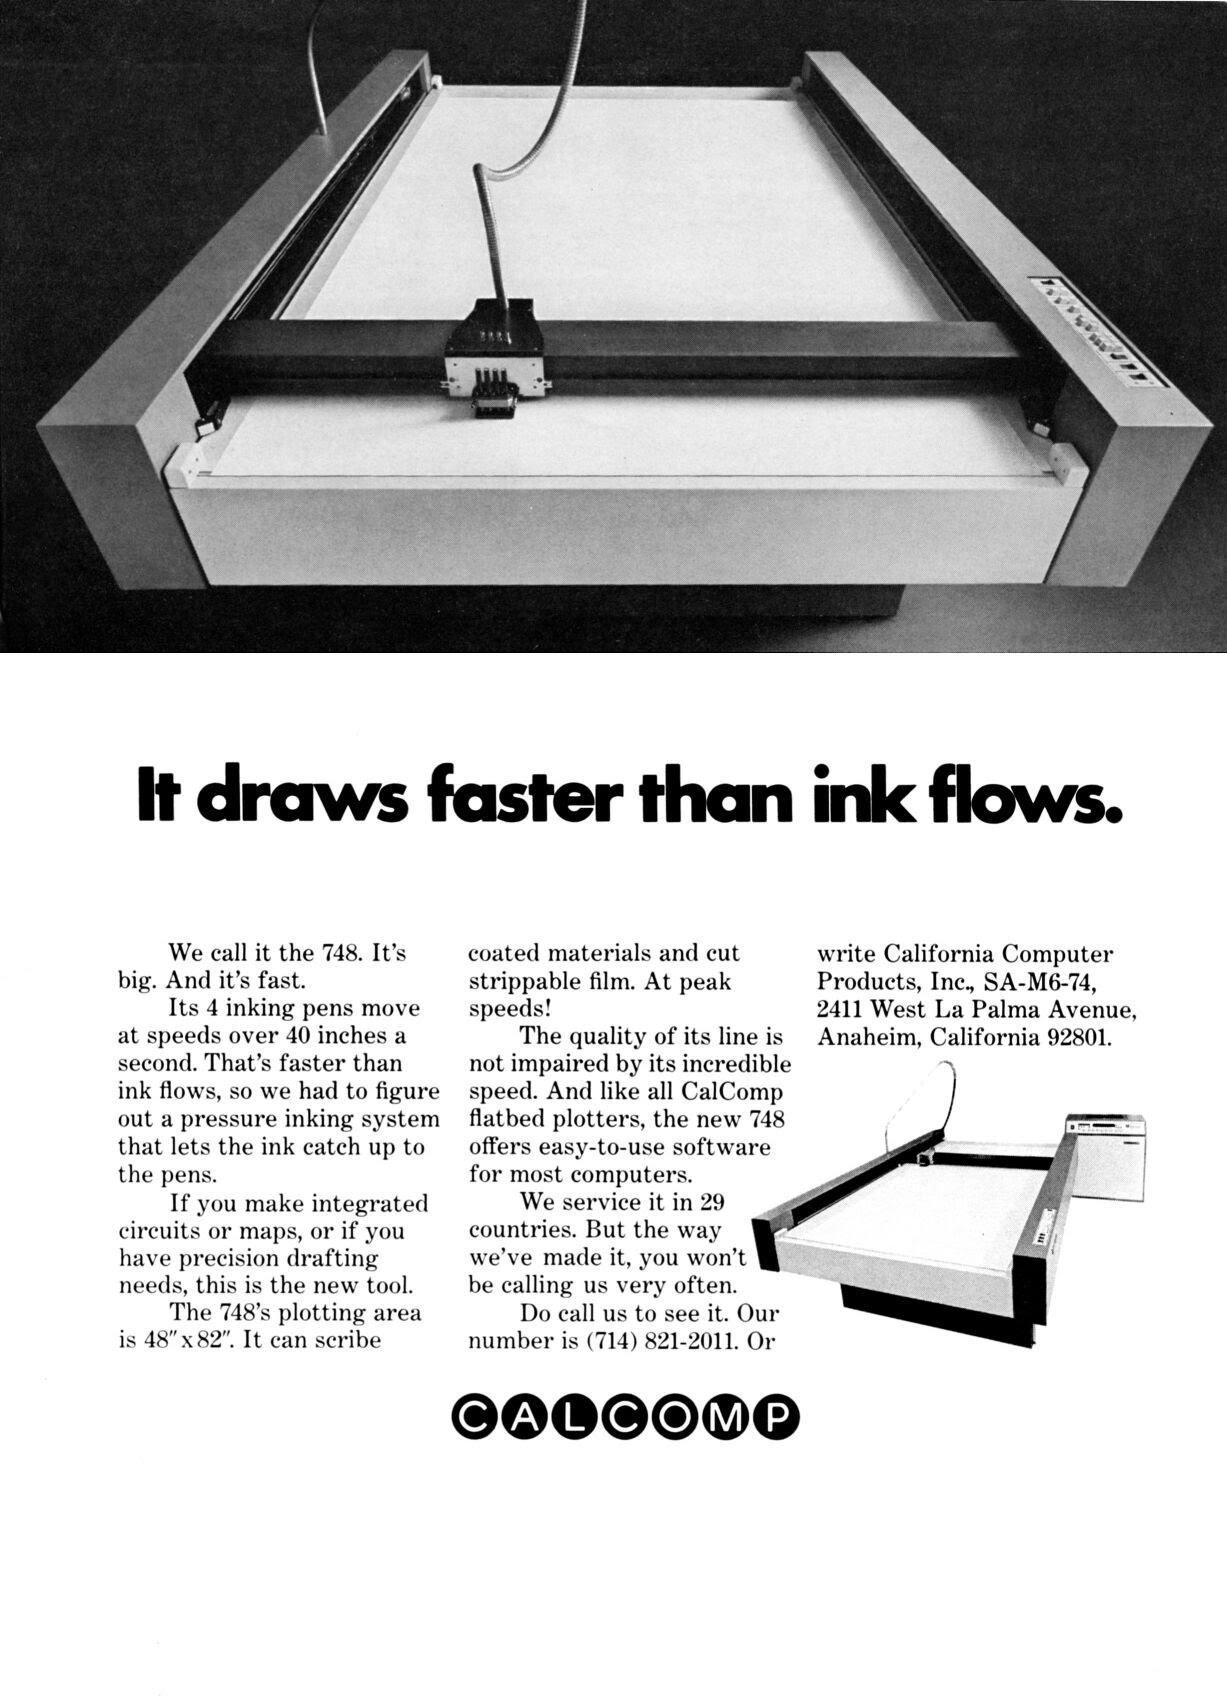 It draws faster than ink flows.
We call it the 748. It's
big. And it's fast.
Its 4 inking pens move
at speeds over 40 inches a
second. That's faster than
ink flows, so we had to figure
out a pressure inking system
that lets the ink catch up to
the pens.
If you make integrated
circuits or maps, or if you
have precision drafting
needs, this is the new tool.
The 748's plotting area
is 48" x 82". It can scribe
coated materials and cut
strippable film. At peak
speeds!
The quality of its line is
not impaired by its incredible
speed. And like all CalComp
flatbed plotters, the new 748
offers easy-to-use software
for most computers.
We service it in 29
countries. But the way
we've made it, you won't
be calling us very often.
Do call us to see it. Our
number is (714) 821-2011. Or
write California Computer
Products, Inc., SA-M6-74,
2411 West La Palma Avenue,
Anaheim, California 92801.
CALCOMP